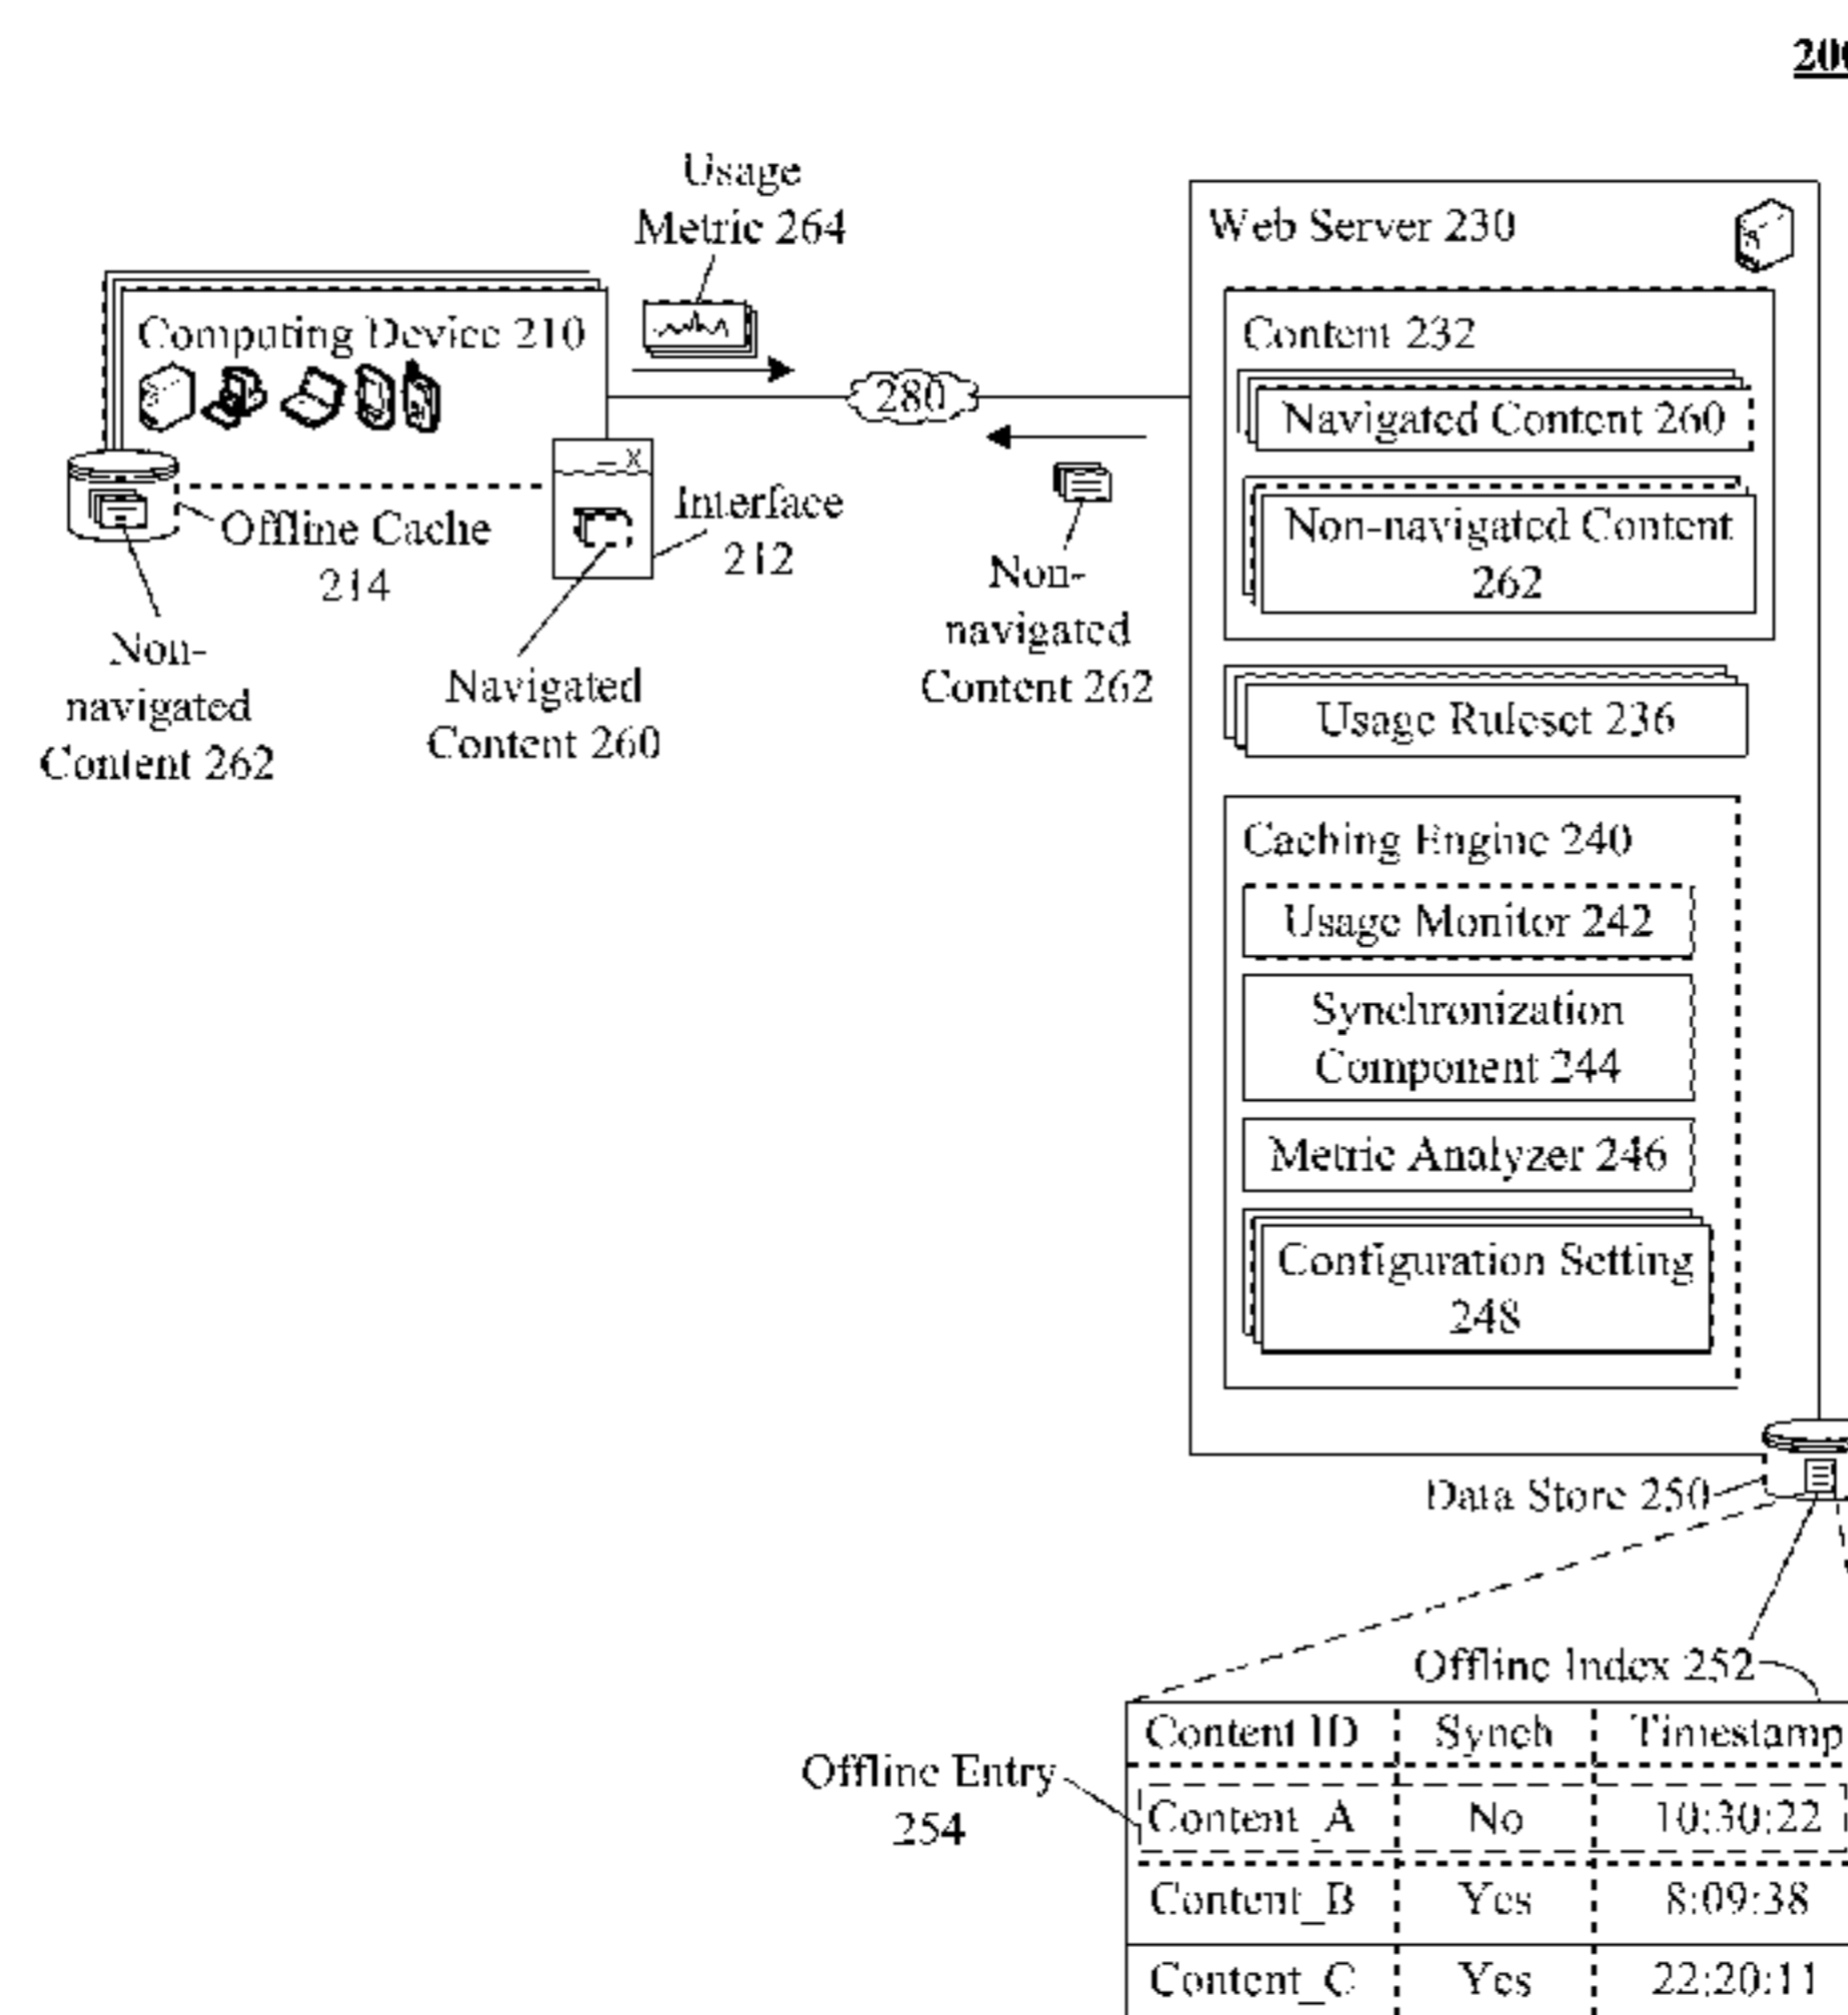 Usage
Metric 264
Computing Device 210
280
Interface
212
Offline Cache
214
Non-
navigated
Content 262
Navigated
Content 260
Non-
navigated
Content 262
Web Server 230
Content 232
Navigated Content 260
Non-navigated Content
262
Usage Ruleset 236
Caching Engine 240
Usage Monitor 242
Synchronization
Component 244
Metric Analyzer 246
Configuration Setting
248
Data Store 250
Offline Index 252
Offline Entry
254
Content ID Synch Timestamp
Content_A No 10:30:22
Content_B Yes 8:09:38
Content_C Yes 22:20:11